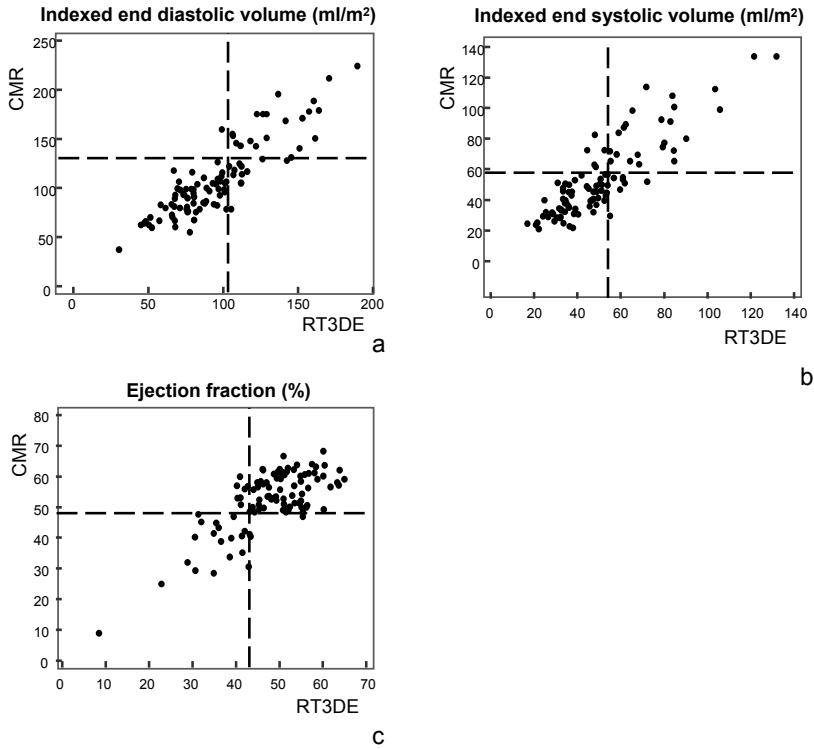 Indexed end diastolic volume (ml/m²)
CMR
250
200
150
100
50
0
0 50 100 150 200
RT3DE
a
Indexed end systolic volume (ml/m²)
CMR
140
120
100
80
60
40
20
0
0 20 40 60 80 100 120 140
RT3DE
b
Ejection fraction (%)
CMR
80
70
60
50
40
30
20
10
0
0 10 20 30 40 50 60 70
RT3DE
c